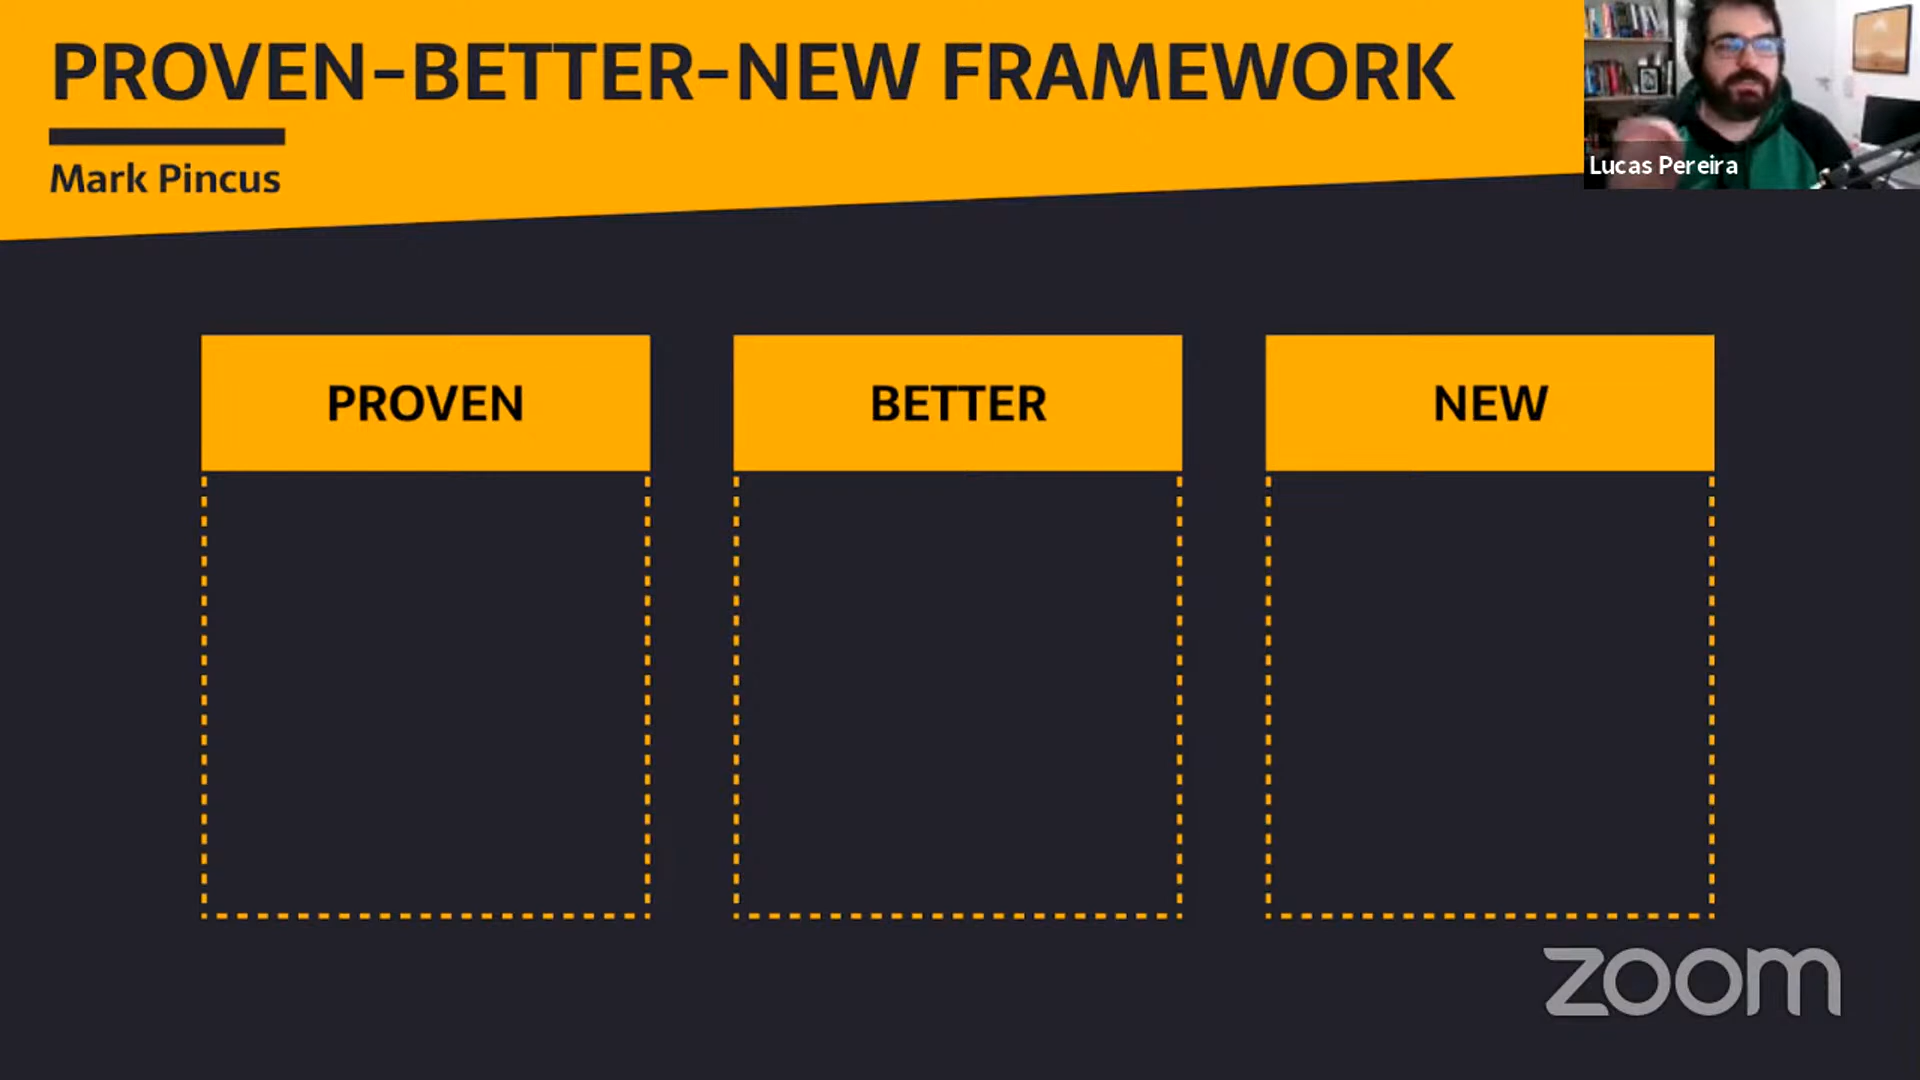 PROVEN-BETTER-NEW FRAMEWORK
Mark Pincus
Lucas Pereira
PROVEN
BETTER
NEW
zoom